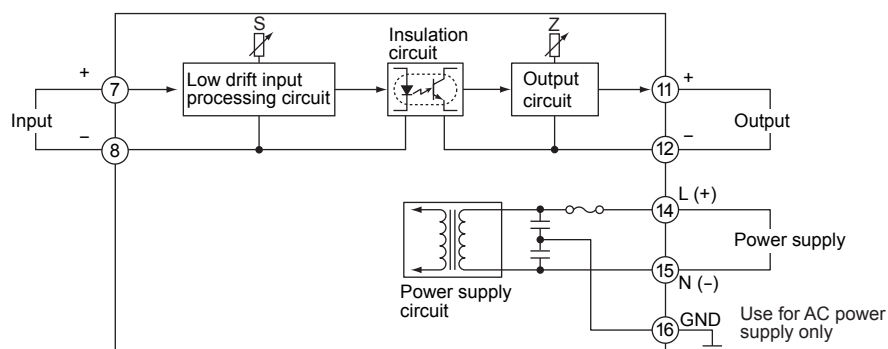 S
Z
Insulation
circuit
Low drift input
processing circuit
Output
circuit
+
7
11
+
Input
Output
−
8
12
−
L (+)
14
Power supply
15
N (−)
Power supply
circuit
16
GND
Use for AC power
supply only